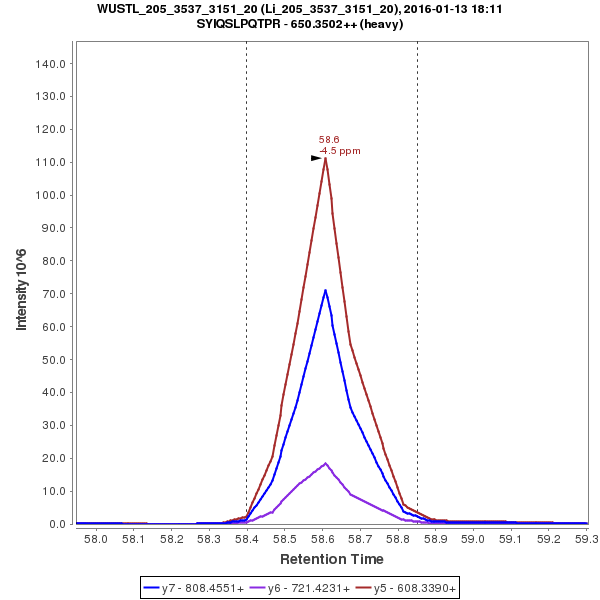 WUSTL_205_3537_3151_20 (Li_205_3537_3151_20), 2016-01-13 18:11
SYIQSLPQTPR - 650.3502++ (heavy)
140.0
130.0
120.0
110.0
100.0
90.0
80.0
70.0
60.0
50.0
40.0
30.0
20.0
10.0
0.0
Intensity 10^6
58.6
-4.5 ppm
58.0 58.1 58.2 58.3 58.4 58.5 58.6 58.7 58.8 58.9 59.0 59.1 59.2 59.3
Retention Time
y7 - 808.4551+ y6 - 721.4231+ y5 - 608.3390+